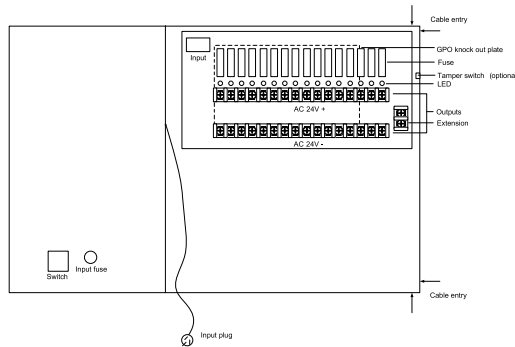 Cable entry
GPO knock out plate
Input
Fuse
Tamper switch (optiona
LED
AC 24V +
Outputs
Extension
AC 24V -
Switch
Input fuse
Cable entry
Input plug